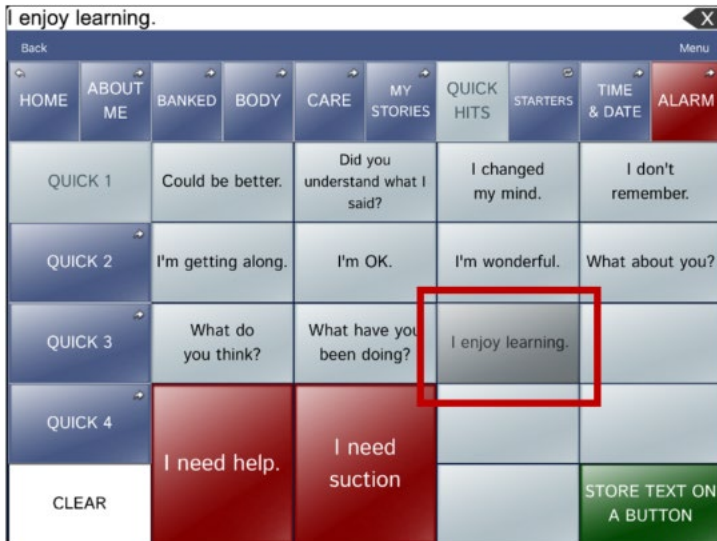 I enjoy learning.
X
Back
Menu
HOME
ABOUT
ME
BANKED
BODY
CARE
MY
STORIES
QUICK
HITS
STARTERS
TIME
& DATE
ALARM
QUICK 1
Could be better.
Did you
understand what I
said?
I changed
my mind.
I don't
remember.
QUICK 2
I'm getting along.
I'm OK.
I'm wonderful.
What about you?
QUICK 3
What do
you think?
What have you
been doing?
I enjoy learning.
QUICK 4
I need help.
I need
suction
CLEAR
STORE TEXT ON
A BUTTON